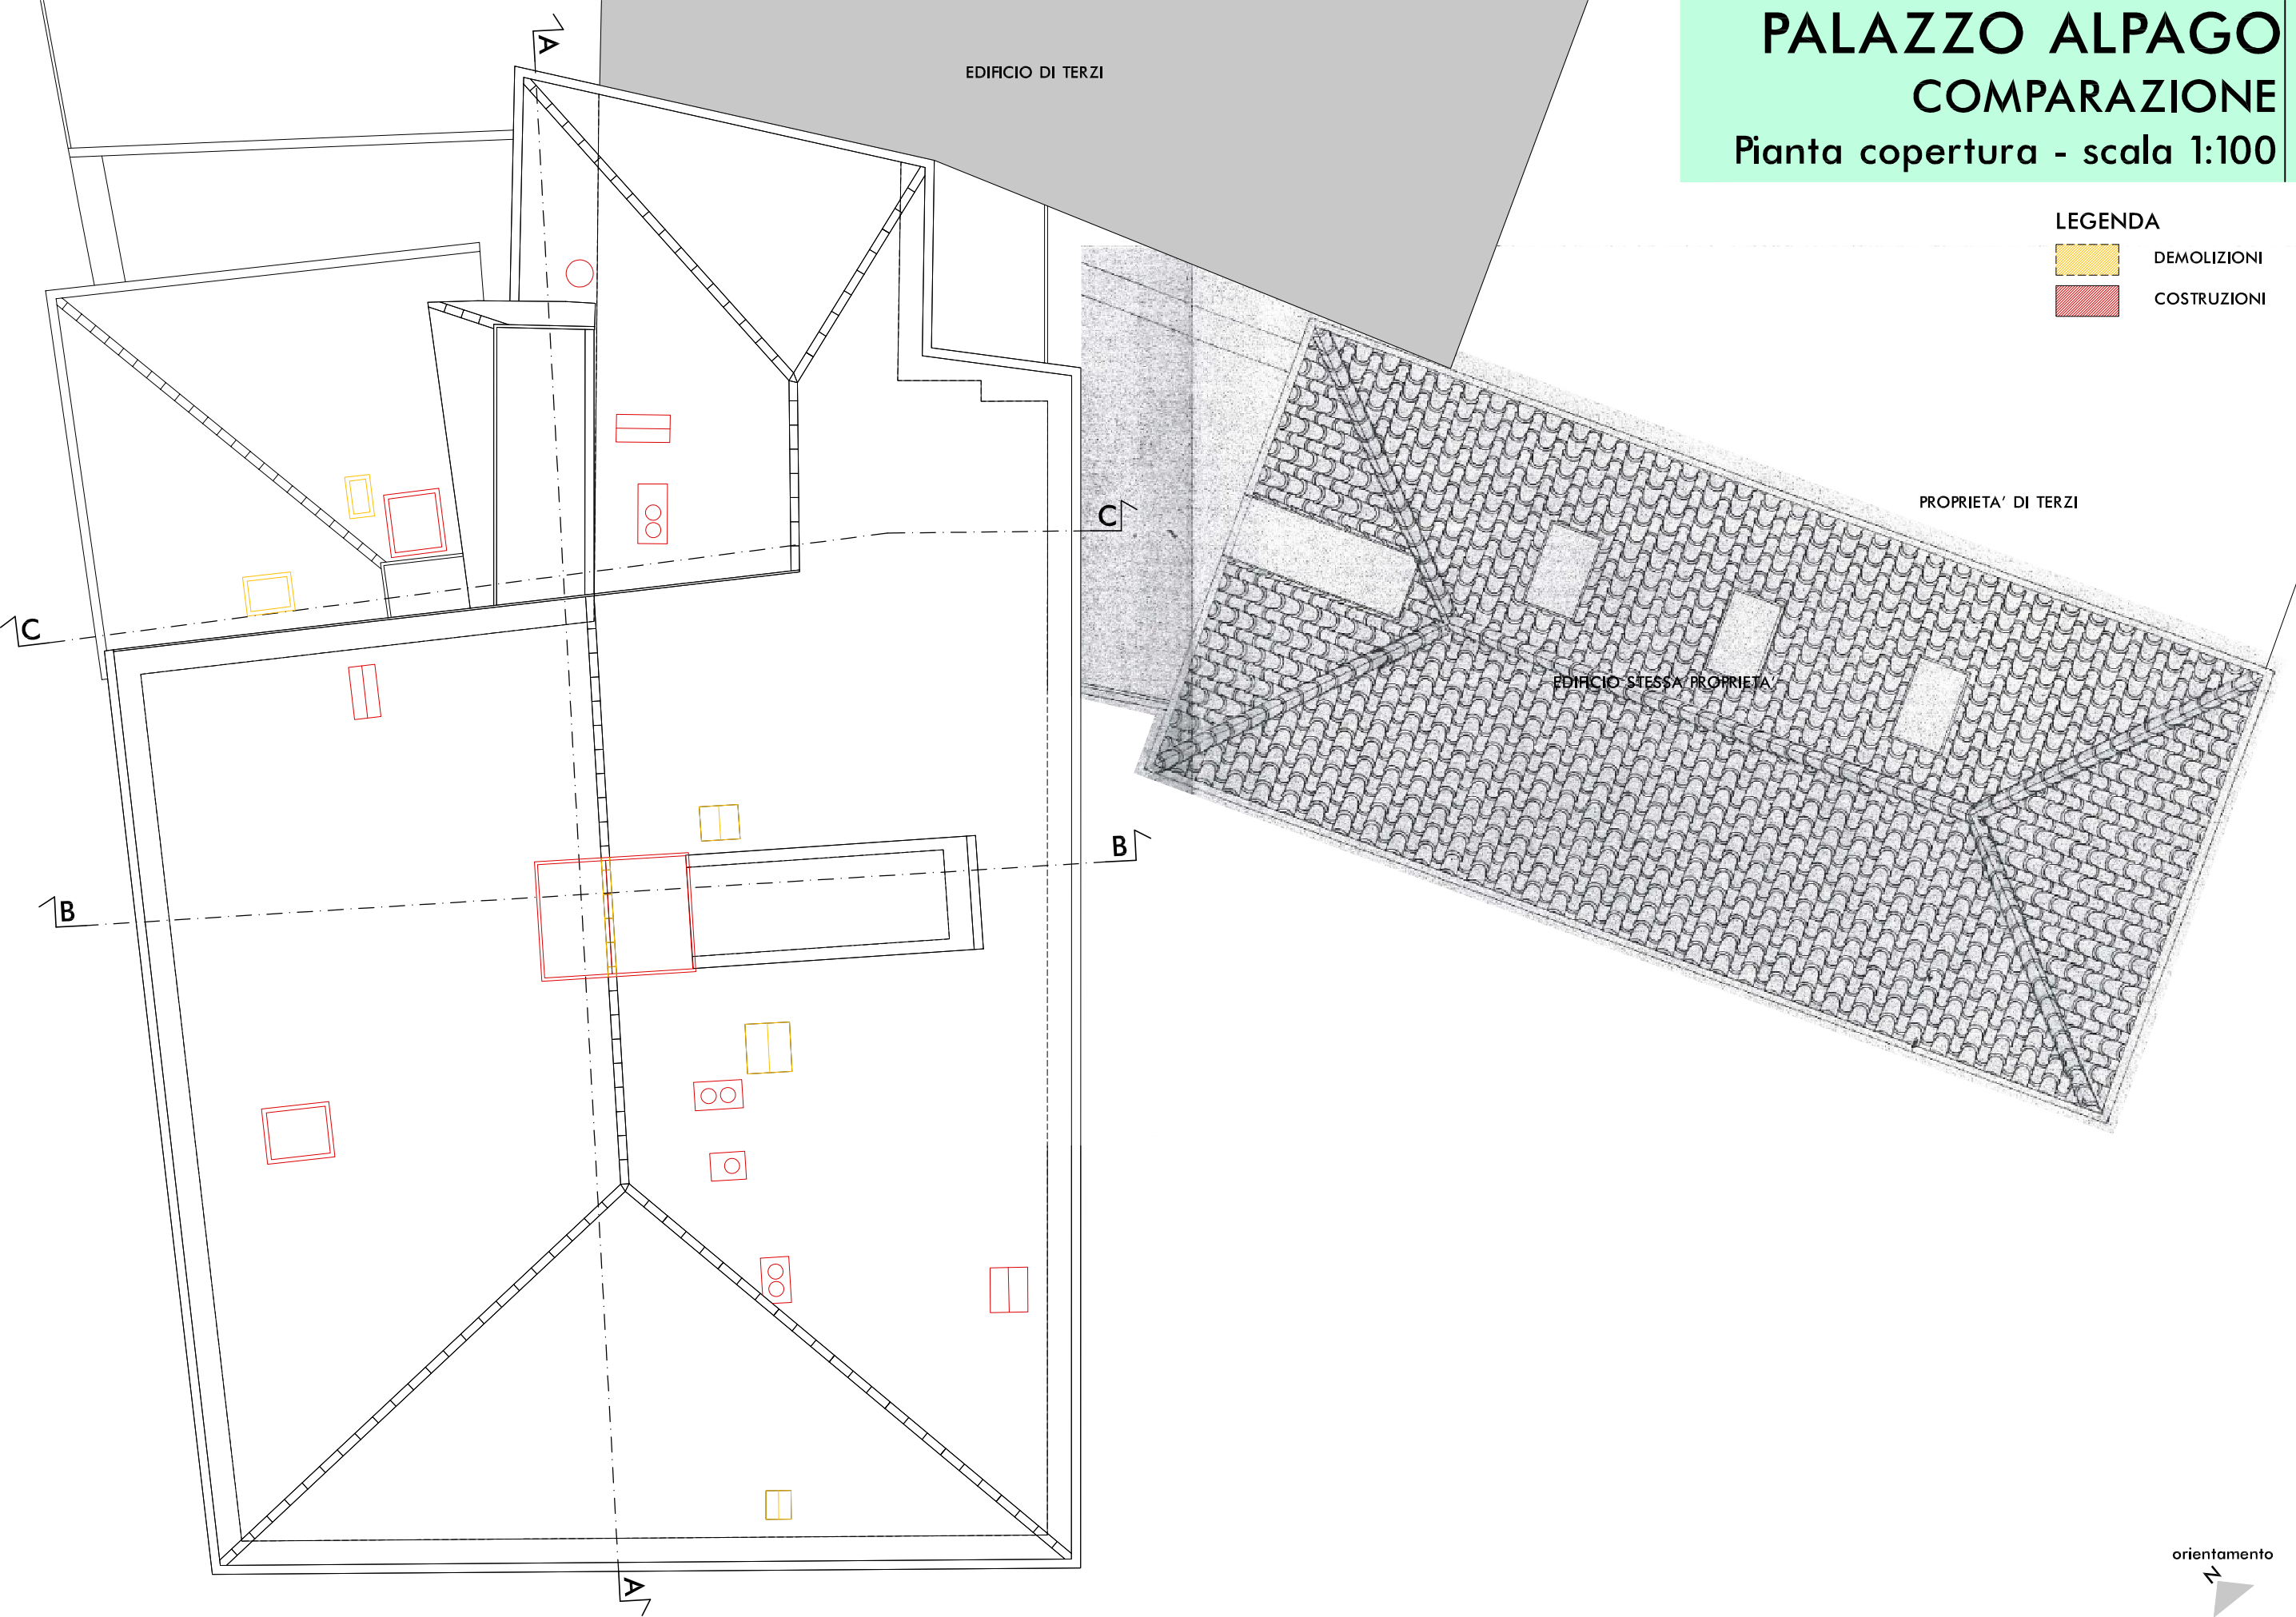 PALAZZO ALPAGO
COMPARAZIONE
Pianta copertura - scala 1:100
LEGENDA
DEMOLIZIONI
COSTRUZIONI
A
EDIFICIO DI TERZI
PROPRIETA' DI TERZI
C
C
EDIFICIO STESSA PROPRIETA'
B
B
A
orientamento
N